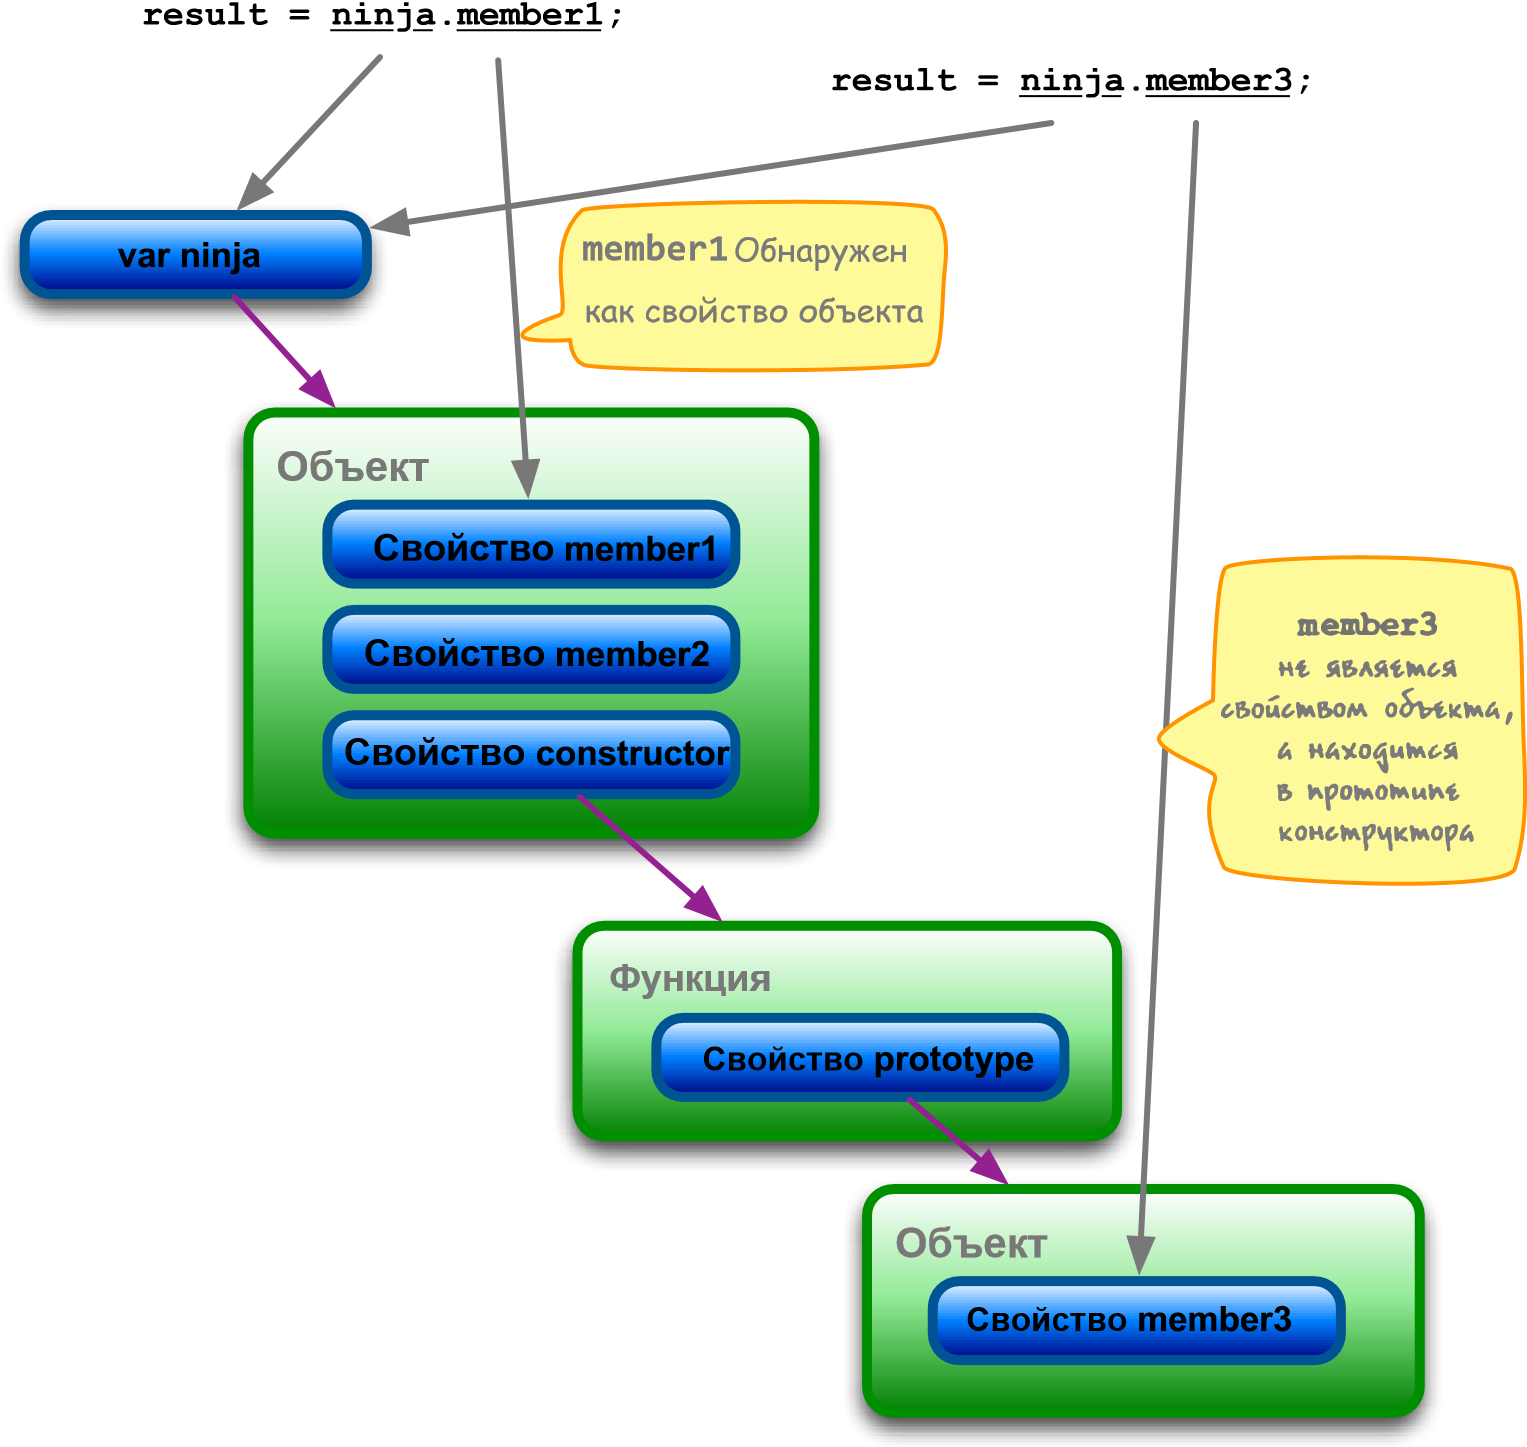 result = ninja.member1;
result = ninja.member3;
var ninja
member1 Обнаружен
как свойство объекта
Объект
Свойство member1
Свойство member2
Свойство constructor
member3
не является
свойством объекта,
а находится
в прототипе
конструктора
Функция
Свойство prototype
Объект
Свойство member3